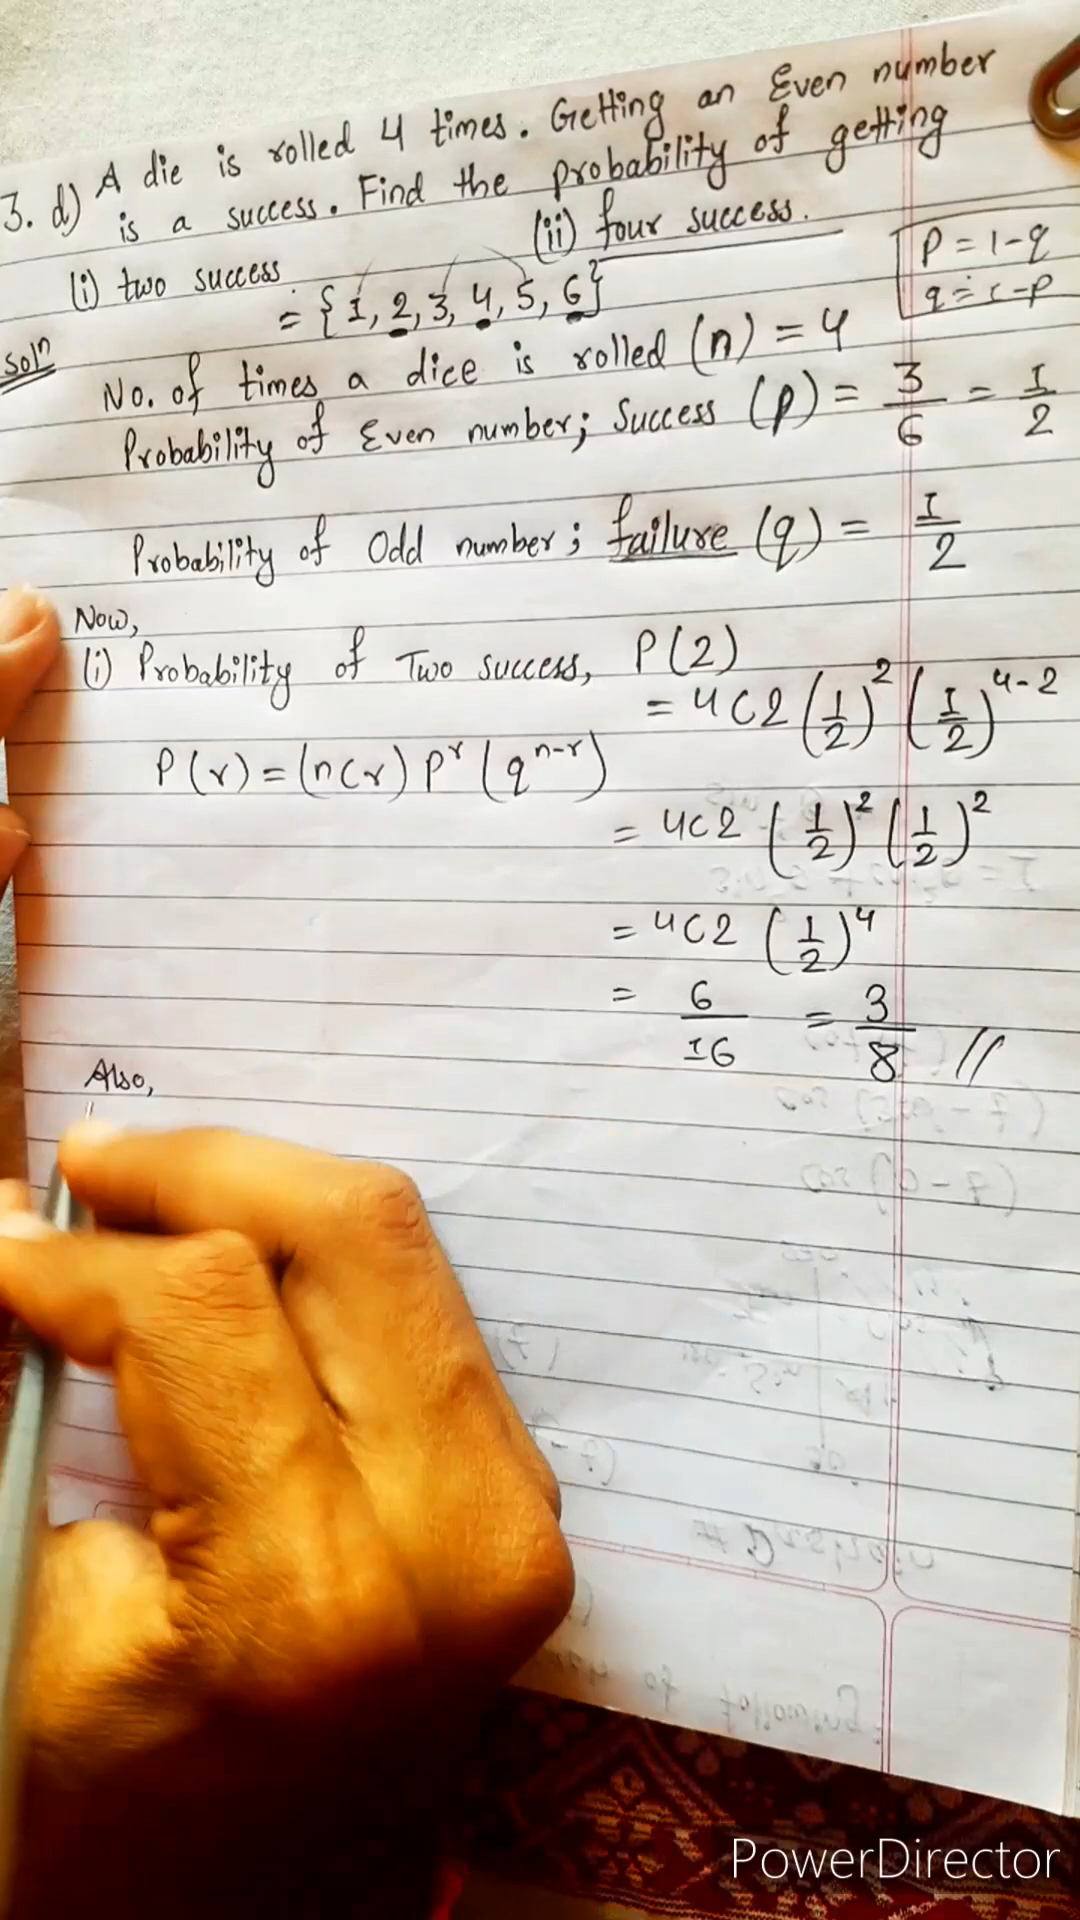 3. d) A die is rolled 4 times. Getting an Even number
is a success. Find the probability of getting
(i) two success (ii) four success.
P = 1-q
Soln = {1, 2, 3, 4, 5, 6}
No. of times a dice is rolled (n) = 4
Probability of Even number; Success (p) = 3/6 = 1/2
Probability of Odd number; failure (q) = 1/2
Now,
(i) Probability of Two success, P(2)
= 4C2 (1/2)^2 (1/2)^4-2
P(r) = (nCr) P^r (q^n-r)
= 4C2 (1/2)^2 (1/2)^2
= 4C2 (1/2)^4
= 6/16 = 3/8 //
Also,
PowerDirector